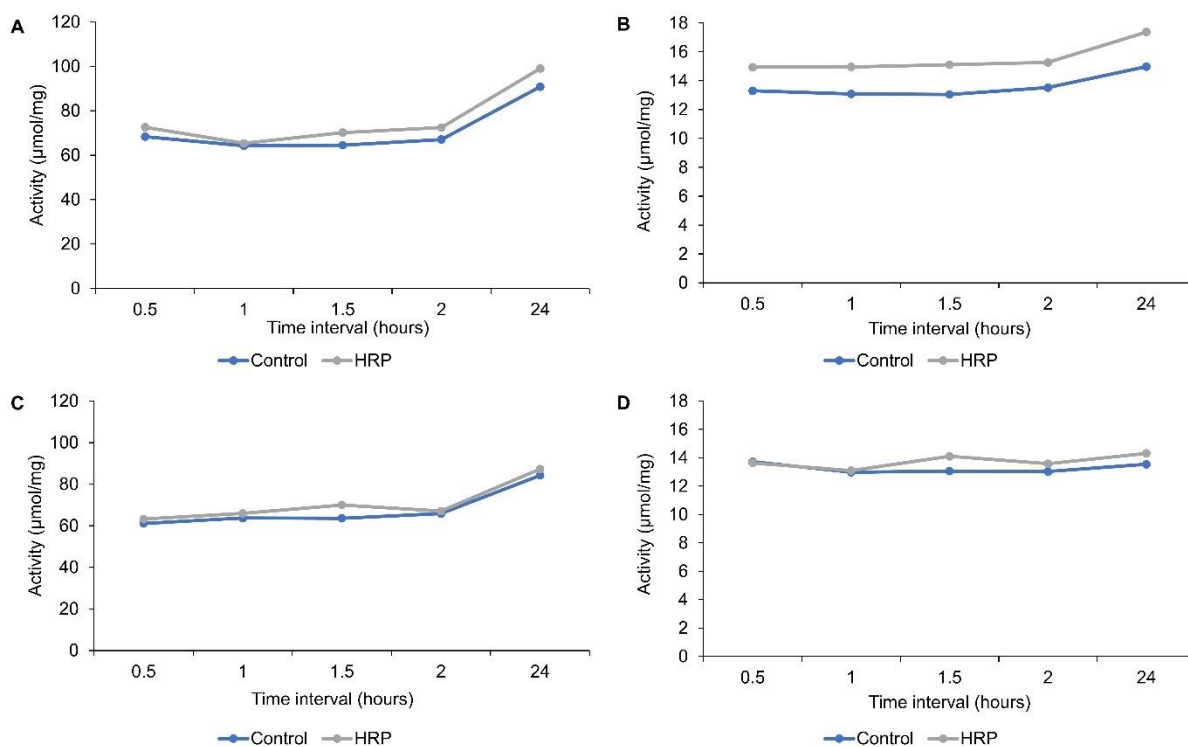 A
Activity (µmol/mg)
120
100
80
60
40
20
0
0.5 1 1.5 2 24
Time interval (hours)
Control HRP
B
Activity (µmol/mg)
18
16
14
12
10
8
6
4
2
0
0.5 1 1.5 2 24
Time interval (hours)
Control HRP
C
Activity (µmol/mg)
120
100
80
60
40
20
0
0.5 1 1.5 2 24
Time interval (hours)
Control HRP
D
Activity (µmol/mg)
18
16
14
12
10
8
6
4
2
0
0.5 1 1.5 2 24
Time interval (hours)
Control HRP